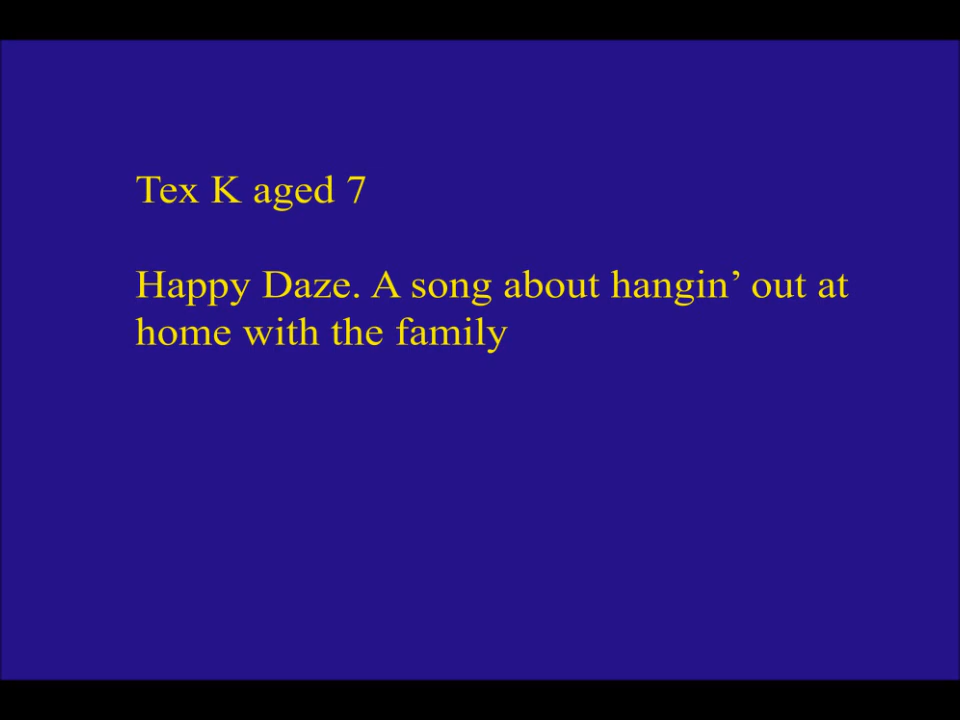 Tex K aged 7
Happy Daze. A song about hangin’ out at
home with the family